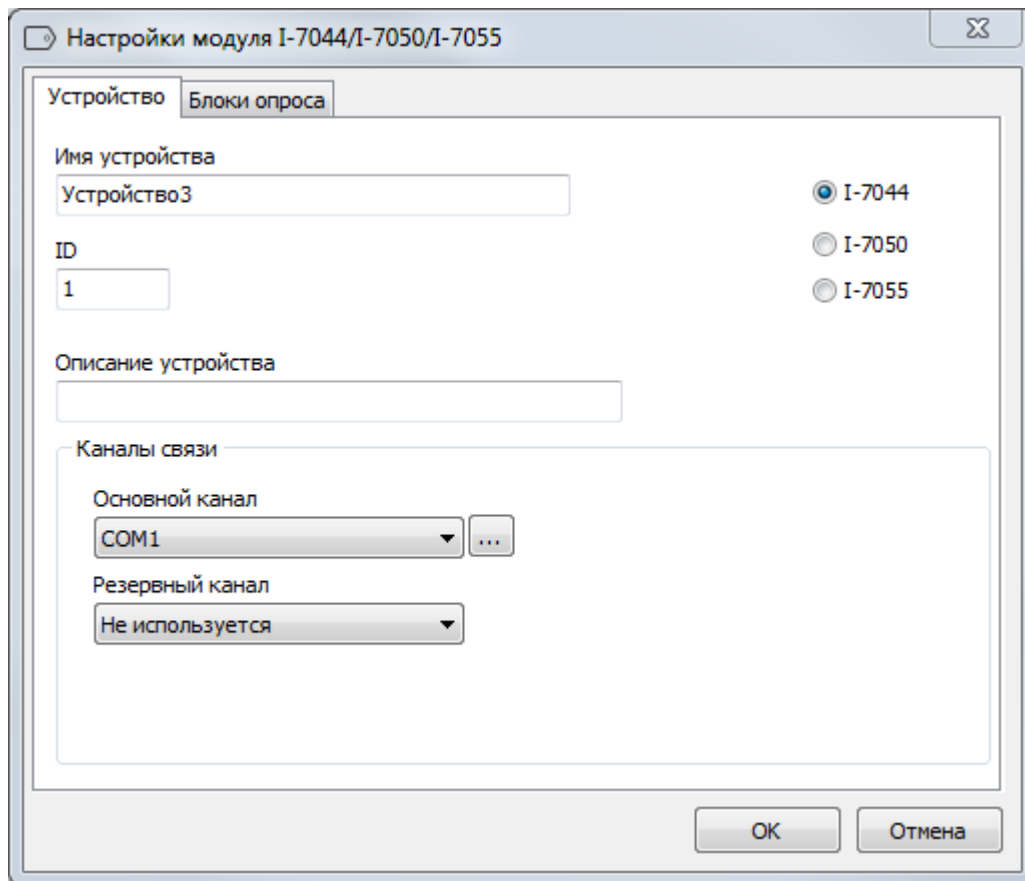 Настройки модуля I-7044/I-7050/I-7055
Устройство
Блоки опроса
Имя устройства
Устройство3
I-7044
I-7050
I-7055
ID
1
Описание устройства
Каналы связи
Основной канал
COM1
...
Резервный канал
Не используется
OK
Отмена